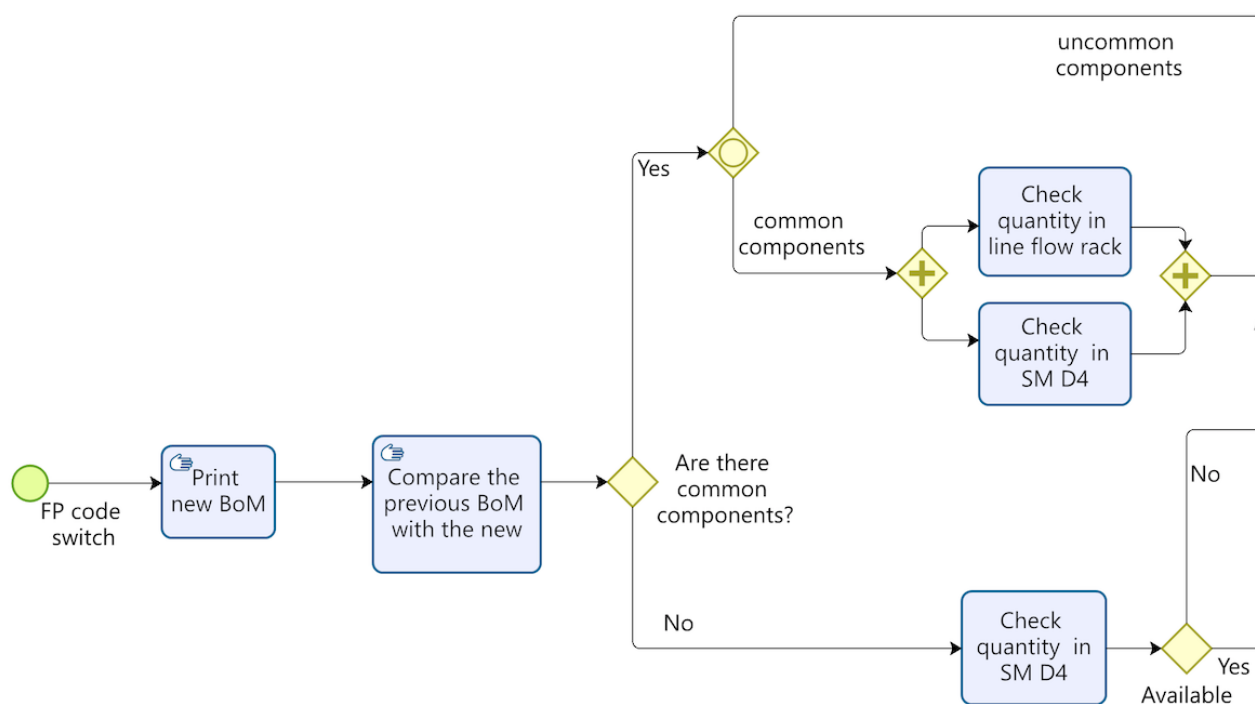 uncommon
components
Yes
common
components
Check
quantity in
line flow rack
Check
quantity in
SM D4
FP code
switch
Print
new BoM
Compare the
previous BoM
with the new
Are there
common
components?
No
No
Check
quantity in
SM D4
Yes
Available